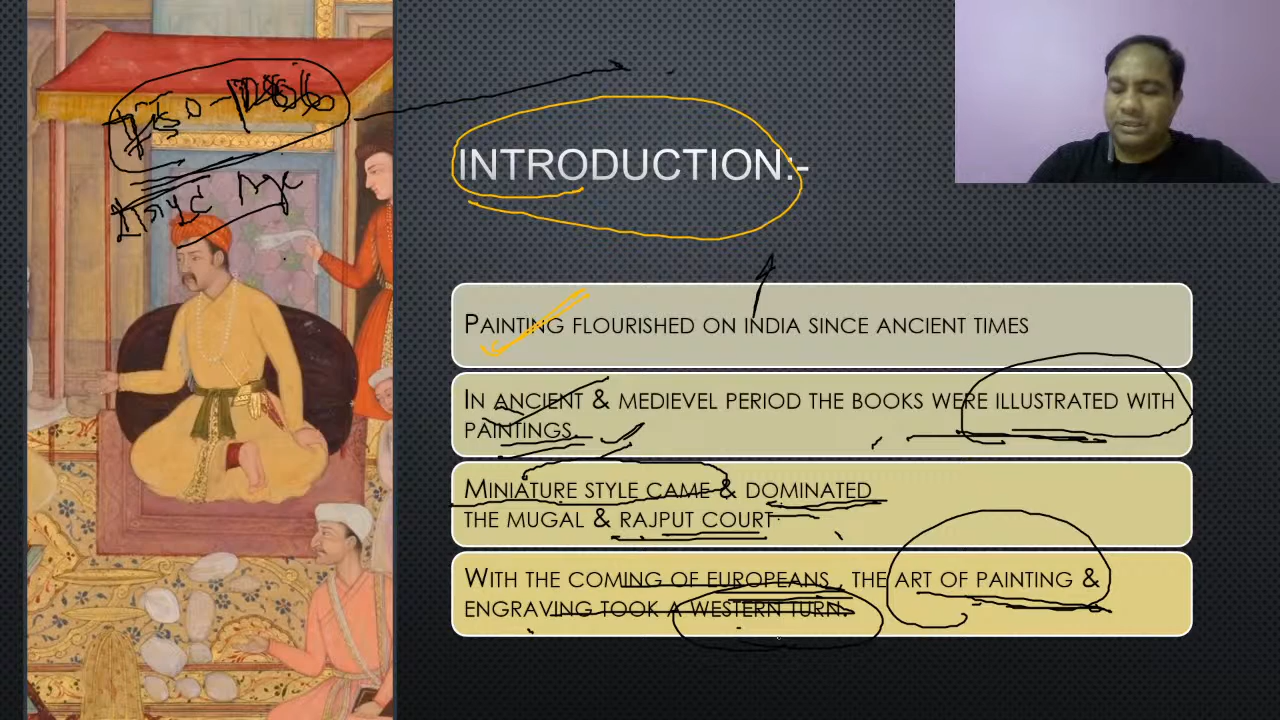 INTRODUCTION:-
PAINTING FLOURISHED ON INDIA SINCE ANCIENT TIMES
IN ANCIENT & MEDIEVEL PERIOD THE BOOKS WERE ILLUSTRATED WITH
PAINTINGS.
MINIATURE STYLE CAME & DOMINATED
THE MUGAL & RAJPUT COURT
WITH THE COMING OF EUROPEANS , THE ART OF PAINTING &
ENGRAVING TOOK A WESTERN TURN.